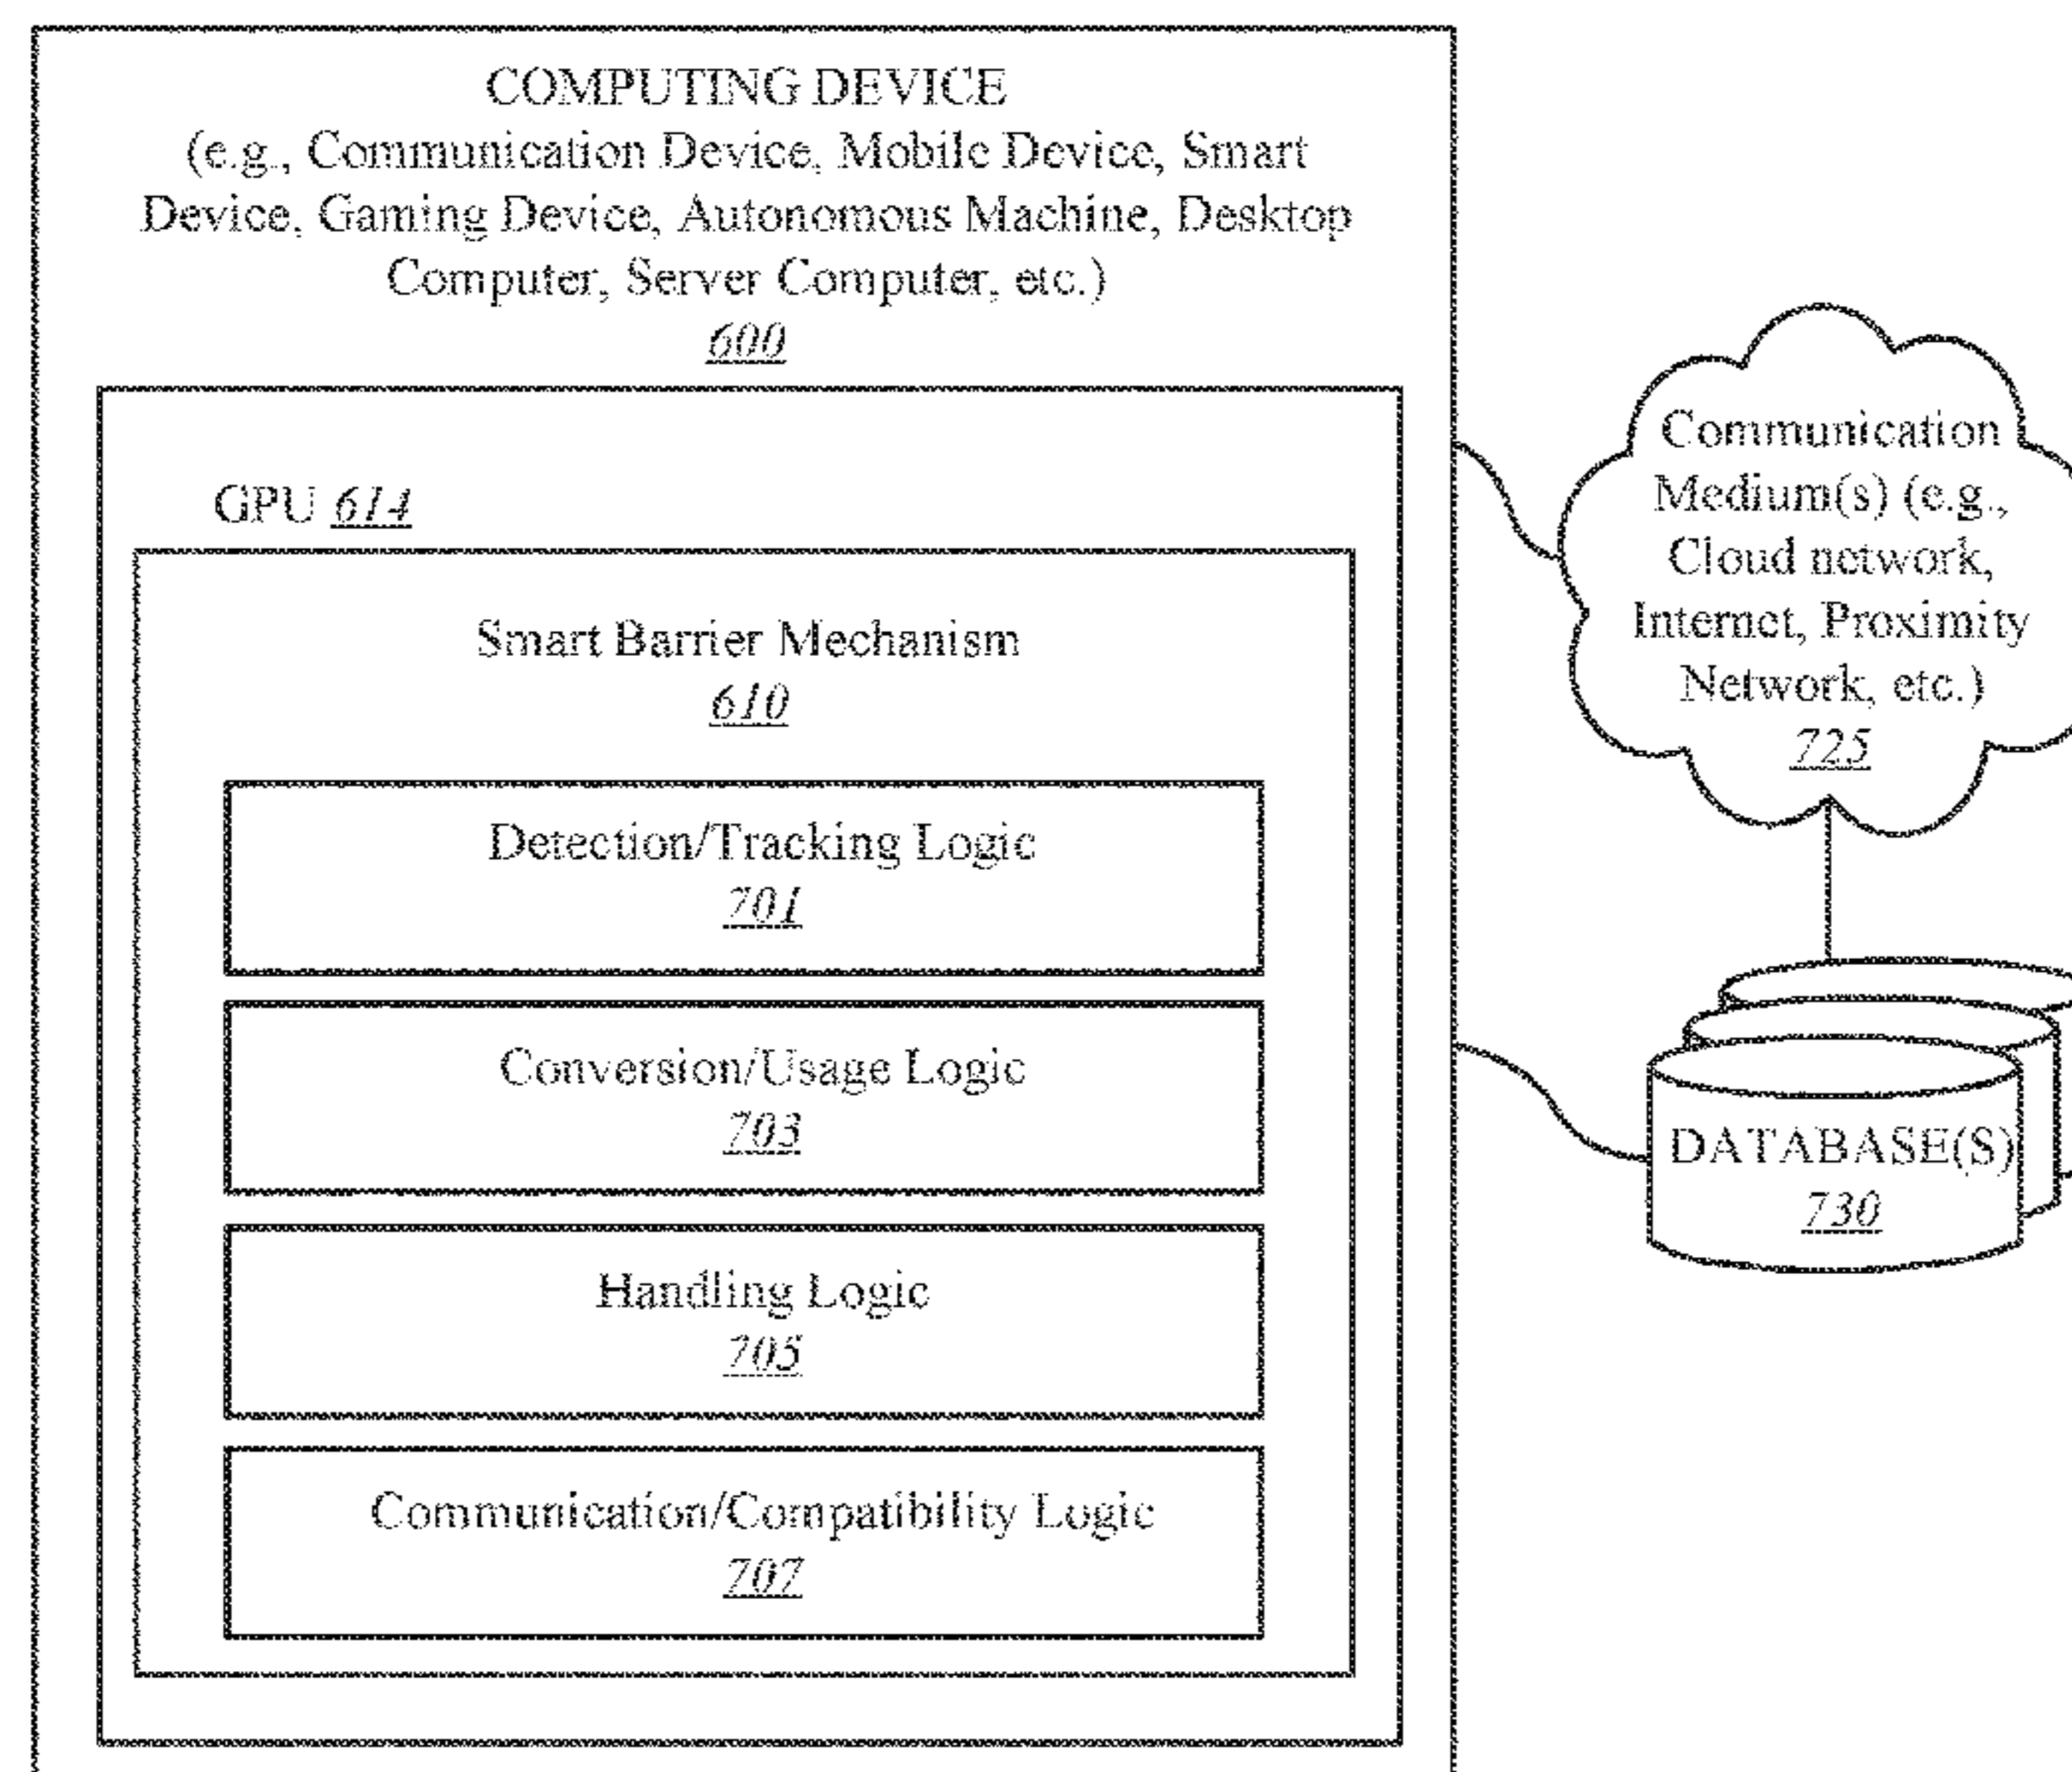 COMPUTING DEVICE
(e.g., Communication Device, Mobile Device, Smart
Device, Gaming Device, Autonomous Machine, Desktop
Computer, Server Computer, etc.)
600
GPU 614
Smart Barrier Mechanism
610
Detection/Tracking Logic
701
Conversion/Usage Logic
703
Handling Logic
705
Communication/Compatibility Logic
707
Communication
Medium(s) (e.g.,
Cloud network,
Internet, Proximity
Network, etc.)
725
DATABASE(S)
730